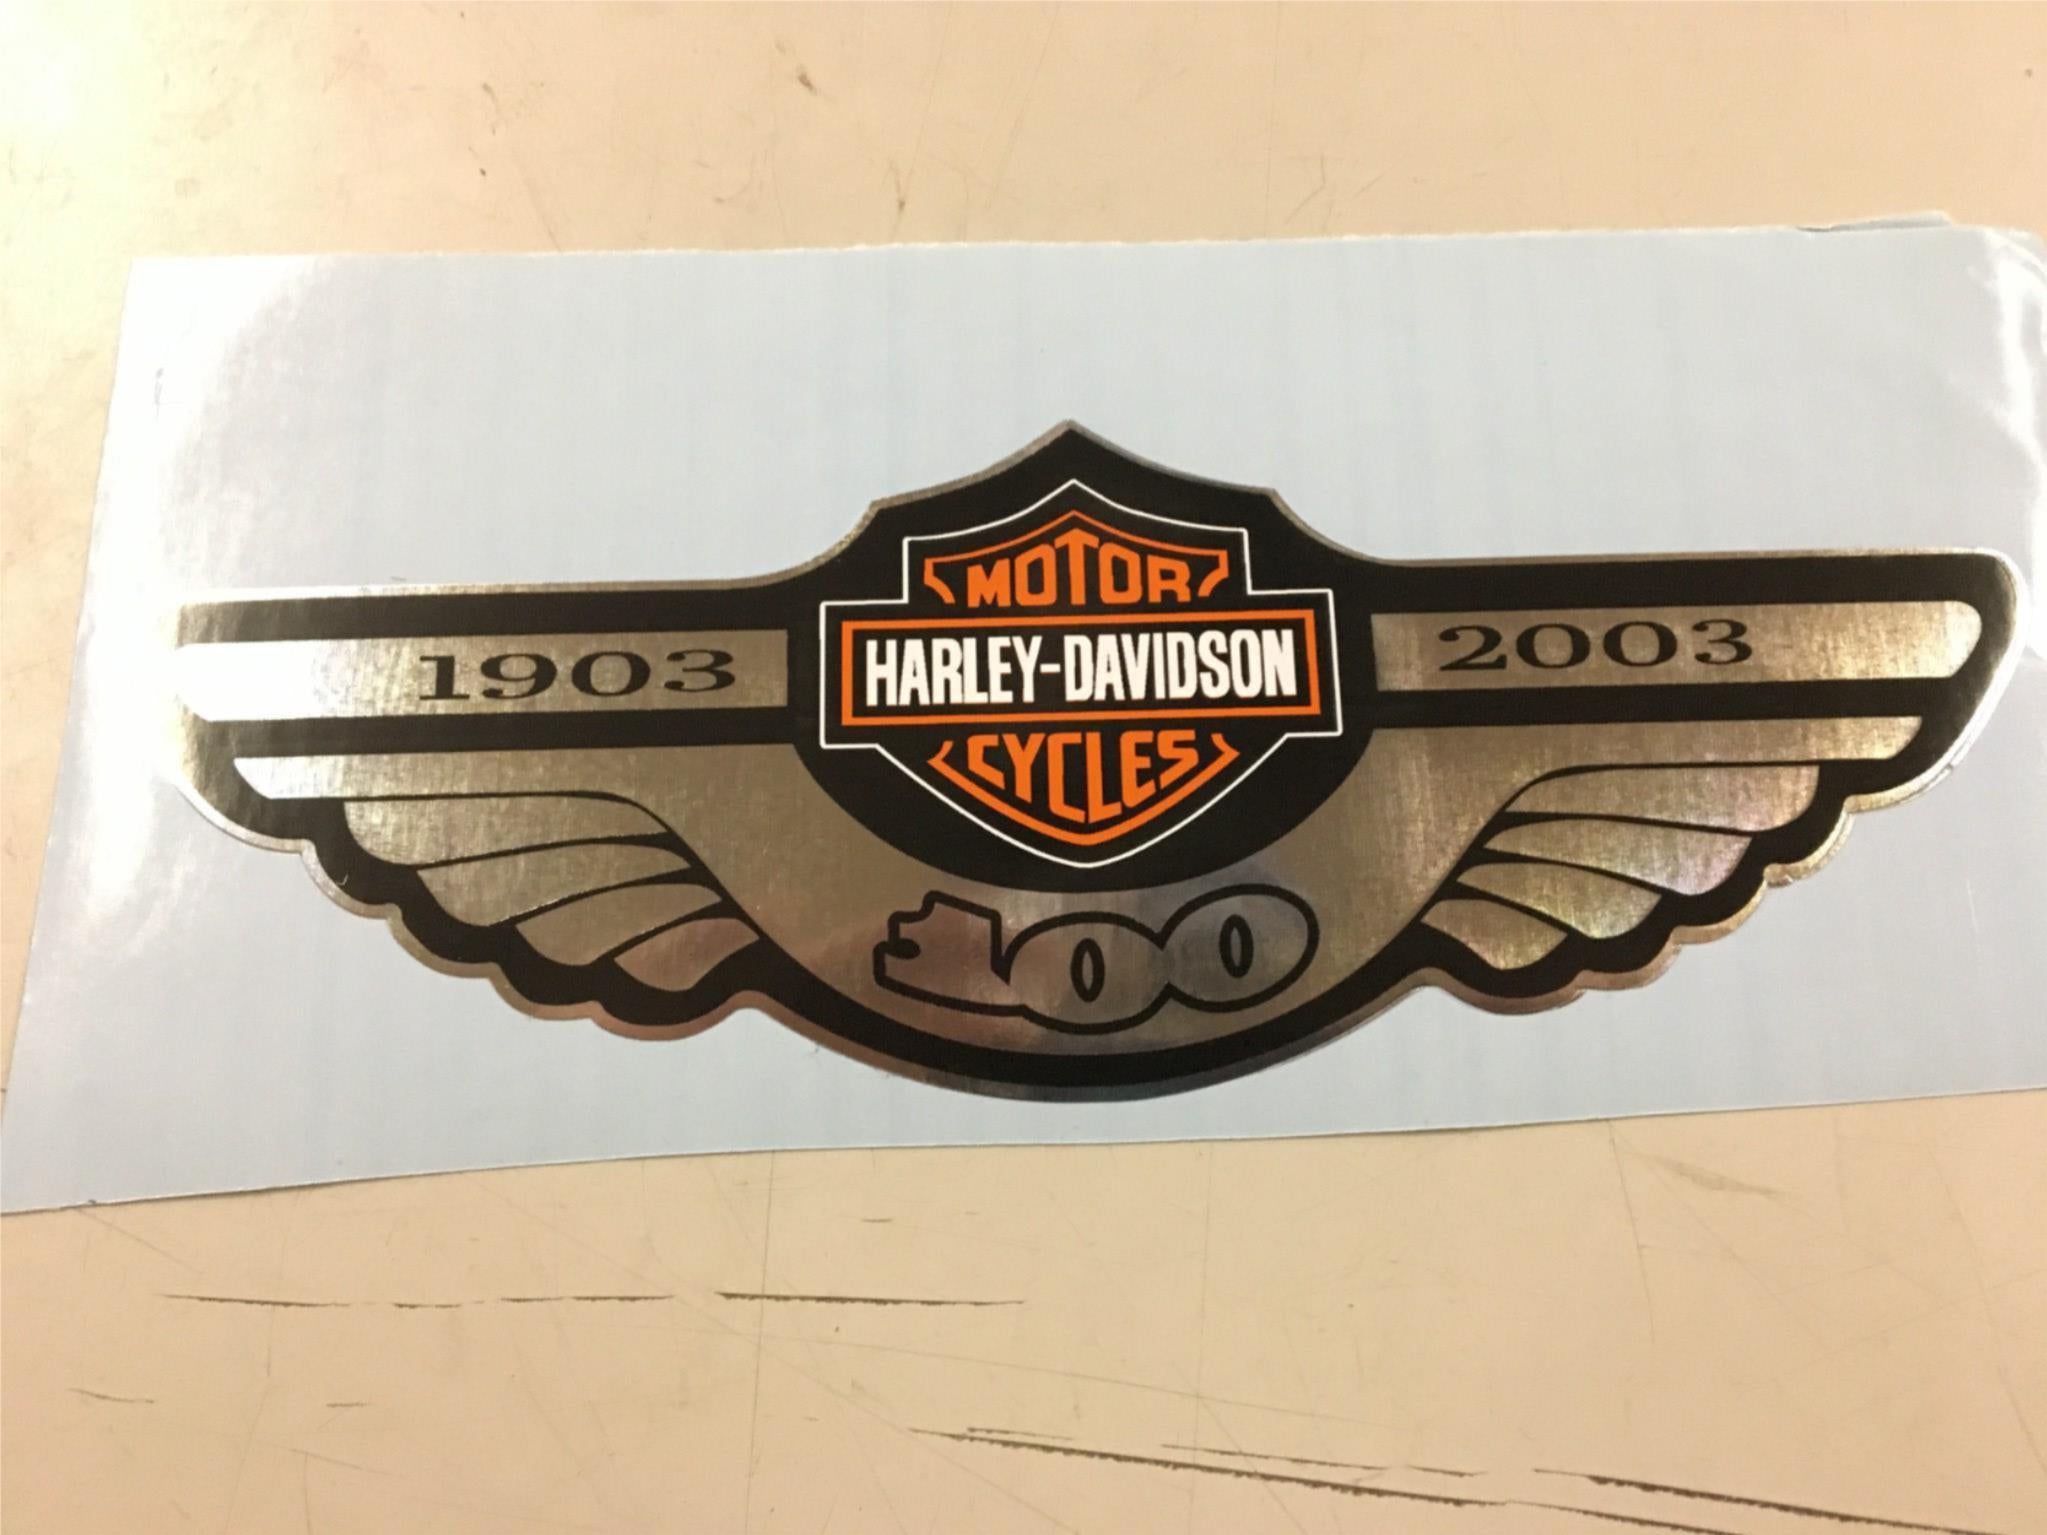 MOTOR
1903 HARLEY-DAVIDSON 2003
CYCLES
100